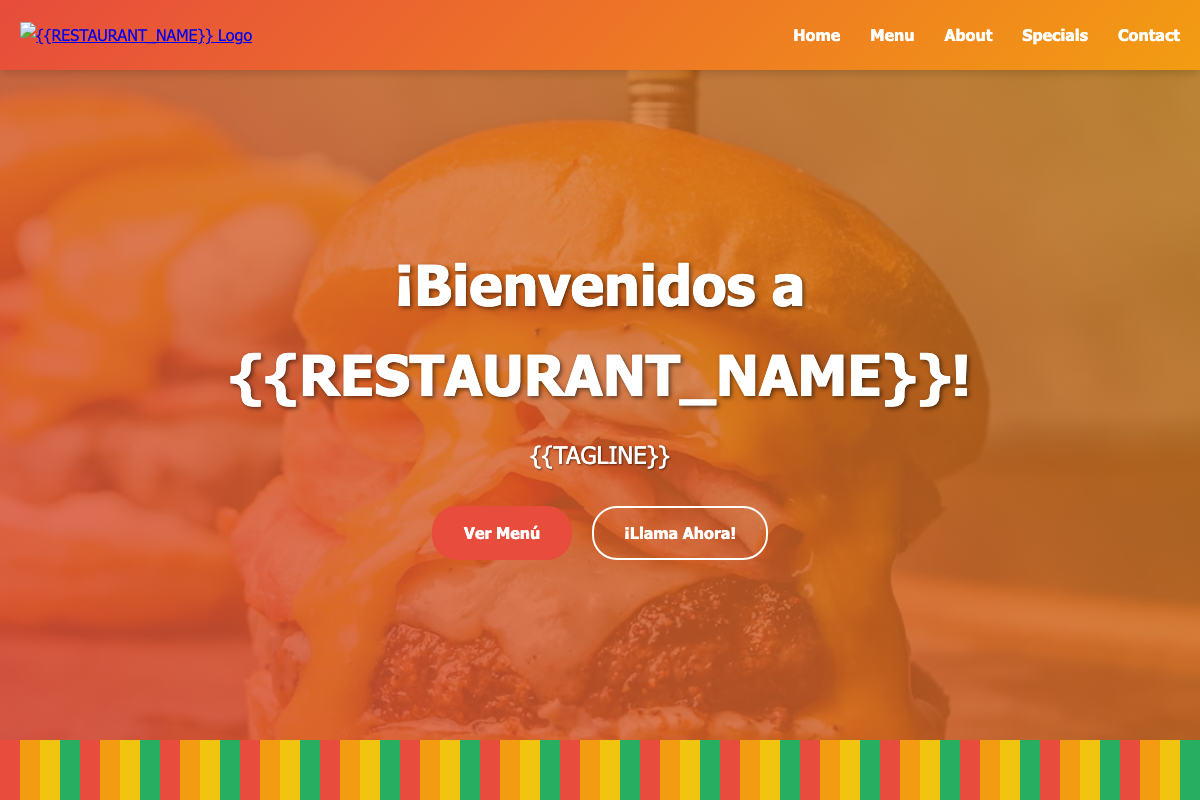 {{RESTAURANT_NAME}} Logo
Home
Menu
About
Specials
Contact
¡Bienvenidos a
{{RESTAURANT_NAME}}!
{{TAGLINE}}
Ver Menú
¡Llama Ahora!